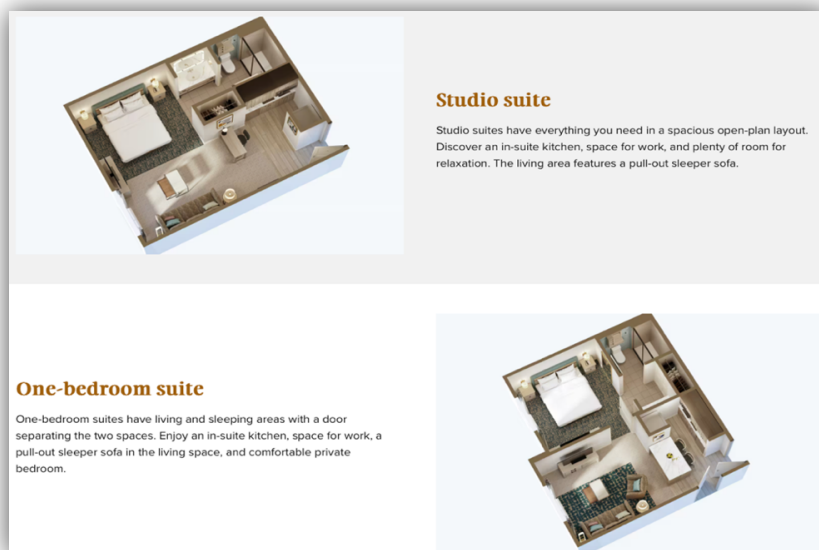 Studio suite
Studio suites have everything you need in a spacious open-plan layout.
Discover an in-suite kitchen, space for work, and plenty of room for
relaxation. The living area features a pull-out sleeper sofa.
One-bedroom suite
One-bedroom suites have living and sleeping areas with a door
separating the two spaces. Enjoy an in-suite kitchen, space for work, a
pull-out sleeper sofa in the living space, and comfortable private
bedroom.